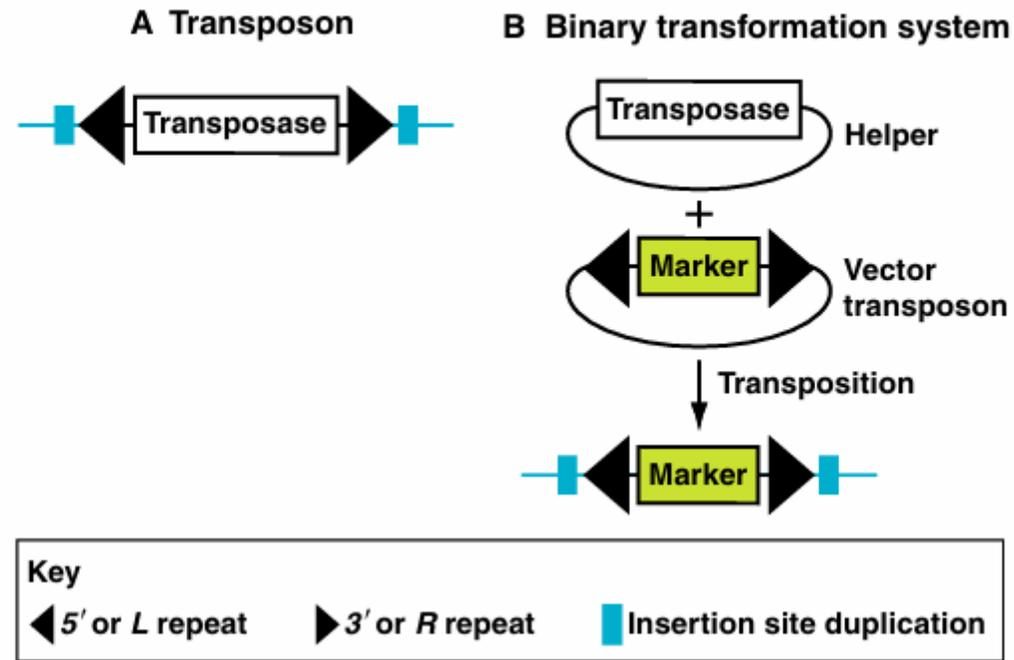 A Transposon
Transposase
B Binary transformation system
Transposase
Helper
+
Marker
Vector
transposon
Transposition
Marker
Key
5′ or L repeat
3′ or R repeat
Insertion site duplication